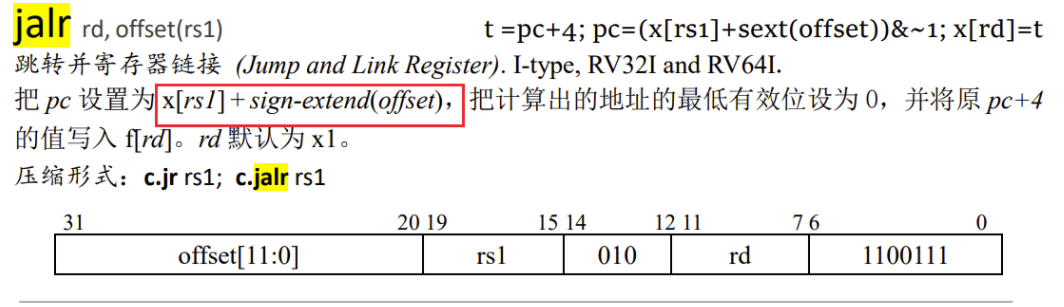 jalr rd, offset(rs1) t =pc+4; pc=(x[rs1]+sext(offset))&~1; x[rd]=t
跳转并寄存器链接 (Jump and Link Register). I-type, RV32I and RV64I.
把 pc 设置为 x[rs1] + sign-extend(offset)，把计算出的地址的最低有效位设为 0，并将原 pc+4
的值写入 f[rd]。rd 默认为 x1。
压缩形式：c.jr rs1; c.jalr rs1
31 20 19 15 14 12 11 7 6 0
offset[11:0] rs1 010 rd 1100111